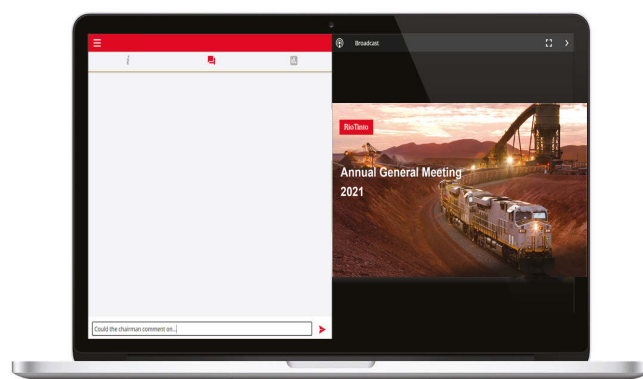 Broadcast
RioTinto
Annual General Meeting
2021
Could the chairman comment on...